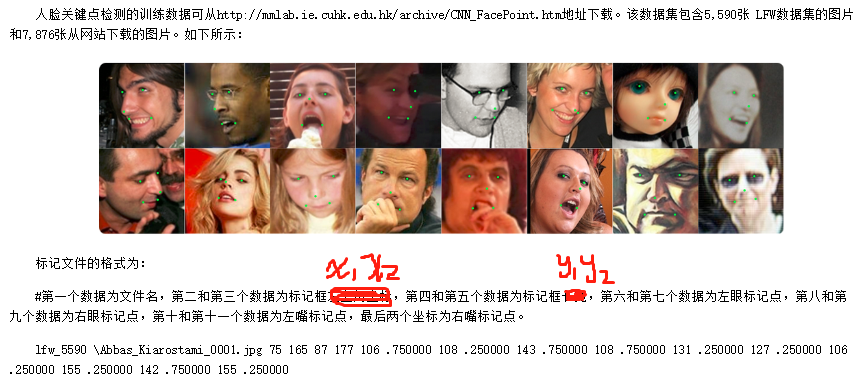 人脸关键点检测的训练数据可从http://mmlab.ie.cuhk.edu.hk/archive/CNN_FacePoint.htm地址下载。该数据集包含5,590张 LFW数据集的图片
和7,876张从网站下载的图片。如下所示:
标记文件的格式为:
x₁ x₂ y₁ y₂
#第一个数据为文件名,第二和第三个数据为标记框,第四和第五个数据为标记框,第六和第七个数据为左眼标记点,第八和第
九个数据为右眼标记点,第十和第十一个数据为左嘴标记点,最后两个坐标为右嘴标记点。
lfw_5590 \Abbas_Kiarostami_0001.jpg 75 165 87 177 106 .750000 108 .250000 143 .750000 108 .750000 131 .250000 127 .250000 106
.250000 155 .250000 142 .750000 155 .250000